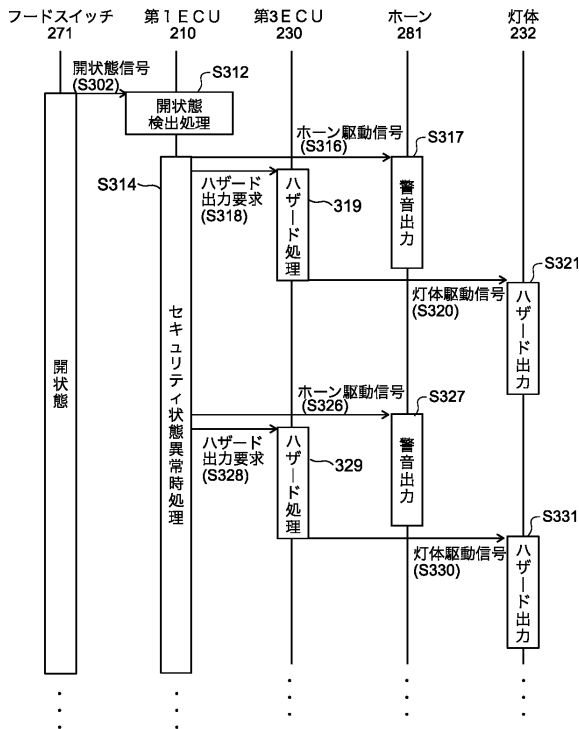 フードスイッチ 第1ECU 第3ECU ホーン 灯体
271 210 230 281 232
開状態信号
(S302)
S312
開状態
検出処理
ホーン駆動信号
(S316)
S317
S314
ハザード
出力要求
(S318)
ハザード処理
319
警音出力
S321
灯体駆動信号
(S320)
ハザード出力
開状態
セキュリティ状態異常時処理
ホーン駆動信号
(S326)
S327
ハザード
出力要求
(S328)
ハザード処理
329
警音出力
S331
灯体駆動信号
(S330)
ハザード出力